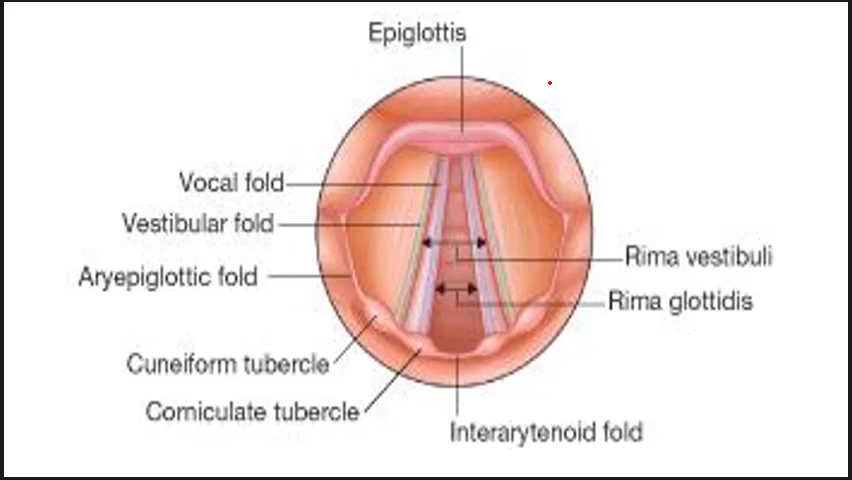 Epiglottis
Vocal fold
Vestibular fold
Aryepiglottic fold
Rima vestibuli
Rima glottidis
Cuneiform tubercle
Corniculate tubercle
Interarytenoid fold